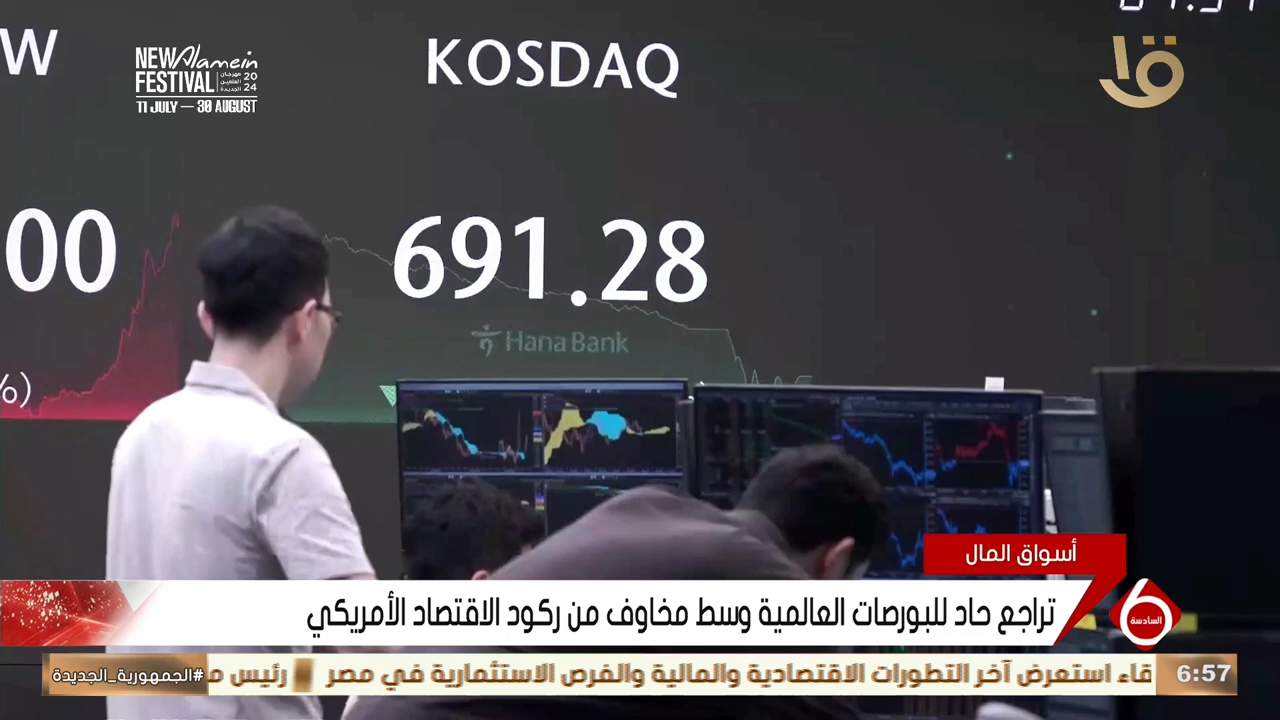 W
KOSDAQ
NEW Alamein
FESTIVAL
مهرجان
العلمين
الجديدة
2024
11 JULY — 30 AUGUST
00
691.28
Hana Bank
%)
أسواق المال
تراجع حاد للبورصات العالمية وسط مخاوف من ركود الاقتصاد الأمريكي
6
السادسة
قاء استعرض آخر التطورات الاقتصادية والمالية والفرص الاستثمارية في مصر
رئيس م
#الجمهورية_الجديدة
6:57